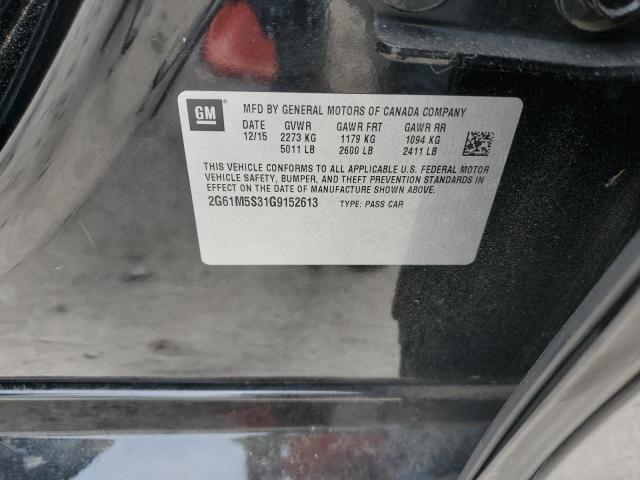 GM MFD BY GENERAL MOTORS OF CANADA COMPANY
DATE GVWR GAWR FRT GAWR RR
12/15 2273 KG 1179 KG 1094 KG
5011 LB 2600 LB 2411 LB
THIS VEHICLE CONFORMS TO ALL APPLICABLE U.S. FEDERAL MOTOR
VEHICLE SAFETY, BUMPER, AND THEFT PREVENTION STANDARDS IN
EFFECT ON THE DATE OF MANUFACTURE SHOWN ABOVE.
2G61M5S31G9152613 TYPE: PASS CAR